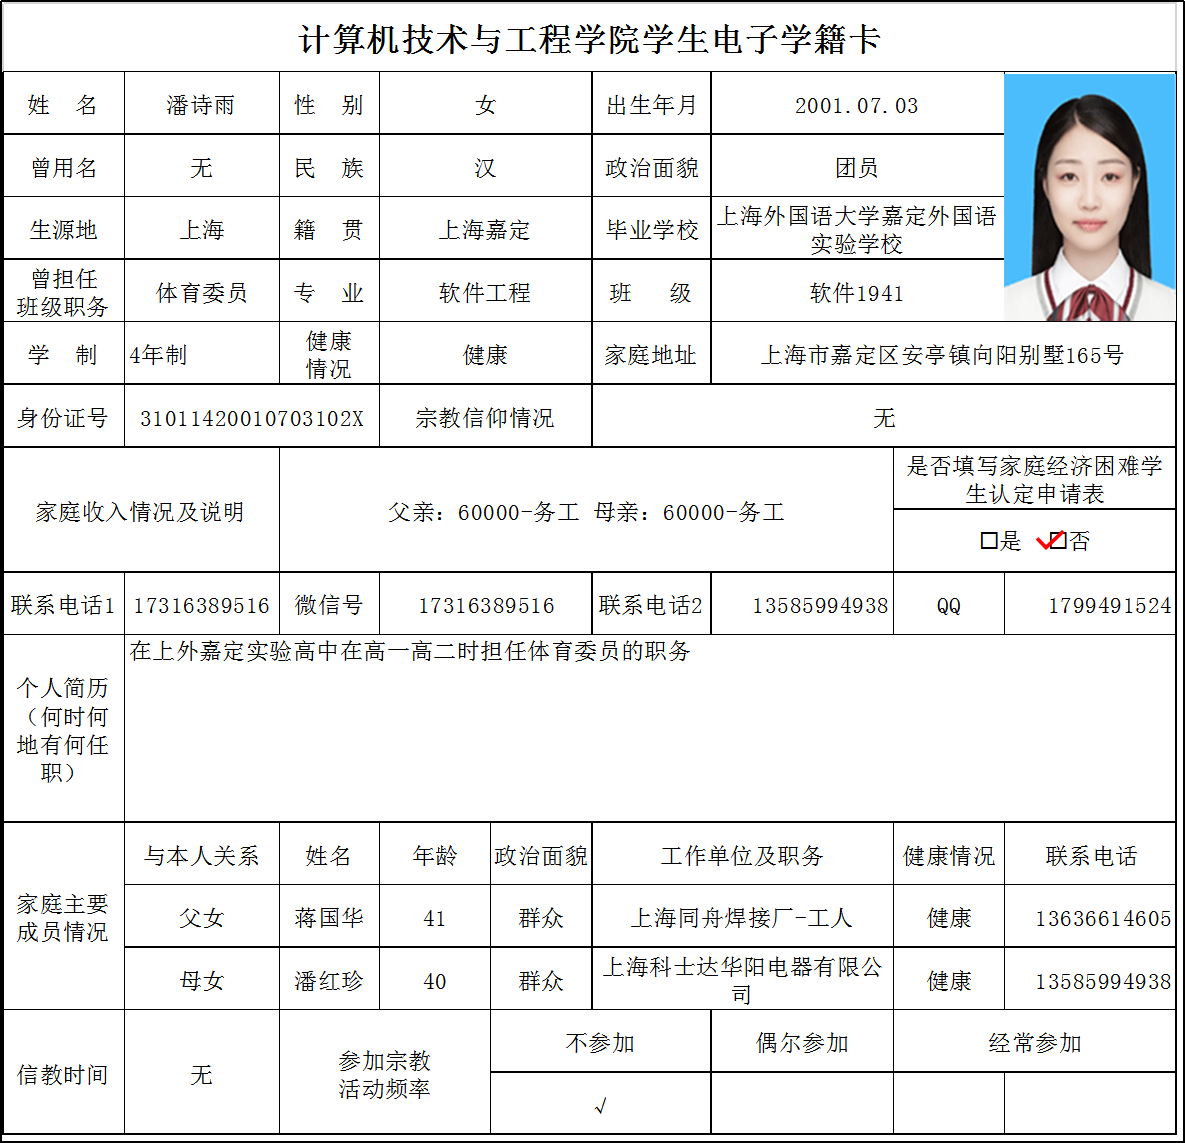 计算机技术与工程学院学生电子学籍卡
姓 名 潘诗雨 性 别 女 出生年月 2001.07.03
曾用名 无 民 族 汉 政治面貌 团员
生源地 上海 籍 贯 上海嘉定 毕业学校 上海外国语大学嘉定外国语
实验学校
曾担任
班级职务 体育委员 专 业 软件工程 班 级 软件1941
学 制 4年制 健康
情况 健康 家庭地址 上海市嘉定区安亭镇向阳别墅165号
身份证号 31011420010703102X 宗教信仰情况 无
家庭收入情况及说明 父亲：60000-务工 母亲：60000-务工
是否填写家庭经济困难学
生认定申请表
□是 ☑否
联系电话1 17316389516 微信号 17316389516 联系电话2 13585994938 QQ 1799491524
个人简历
（何时何
地有何任
职）
在上外嘉定实验高中在高一高二时担任体育委员的职务
家庭主要
成员情况
与本人关系 姓名 年龄 政治面貌 工作单位及职务 健康情况 联系电话
父女 蒋国华 41 群众 上海同舟焊接厂-工人 健康 13636614605
母女 潘红珍 40 群众 上海科士达华阳电器有限公
司 健康 13585994938
信教时间 无 参加宗教
活动频率
不参加 偶尔参加 经常参加
√